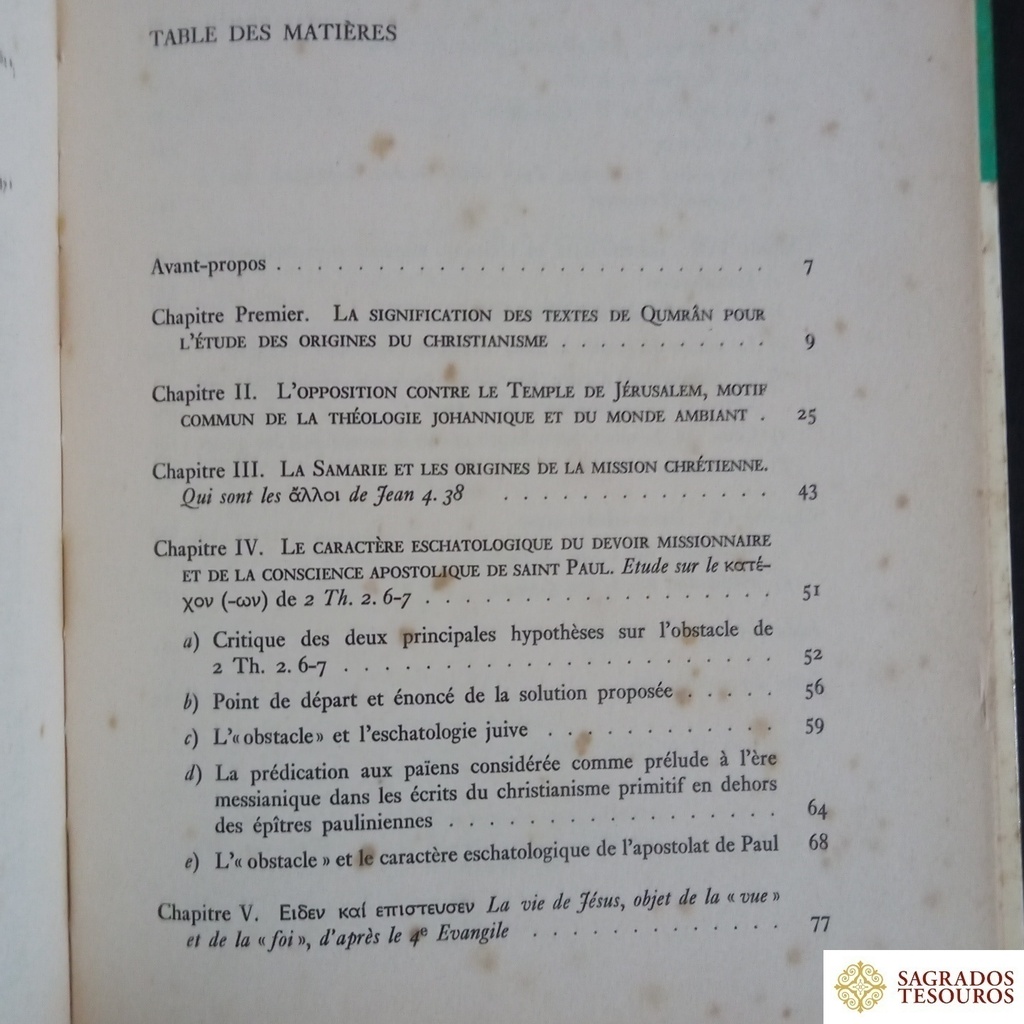 TABLE DES MATIÈRES
Avant-propos . . . . . . . . . . . . . . . . . . . . . . . . . . . . . 7
Chapitre Premier. LA SIGNIFICATION DES TEXTES DE QUMRÂN POUR
L'ÉTUDE DES ORIGINES DU CHRISTIANISME . . . . . . . . . . . 9
Chapitre II. L'OPPOSITION CONTRE LE TEMPLE DE JÉRUSALEM, MOTIF
COMMUN DE LA THÉOLOGIE JOHANNIQUE ET DU MONDE AMBIANT . 25
Chapitre III. LA SAMARIE ET LES ORIGINES DE LA MISSION CHRÉTIENNE.
Qui sont les ἄλλοι de Jean 4. 38 . . . . . . . . . . . . . . 43
Chapitre IV. LE CARACTÈRE ESCHATOLOGIQUE DU DEVOIR MISSIONNAIRE
ET DE LA CONSCIENCE APOSTOLIQUE DE SAINT PAUL. Etude sur le κατέ-
χον (-ων) de 2 Th. 2. 6-7 . . . . . . . . . . . . . . . . . . 51
a) Critique des deux principales hypothèses sur l'obstacle de
2 Th. 2. 6-7 . . . . . . . . . . . . . . . . . . . . . . 52
b) Point de départ et énoncé de la solution proposée . . . . . 56
c) L'« obstacle » et l'eschatologie juive . . . . . . . . . . . . 59
d) La prédication aux païens considérée comme prélude à l'ère
messianique dans les écrits du christianisme primitif en dehors
des épîtres pauliniennes . . . . . . . . . . . . . . . . . 64
e) L'« obstacle » et le caractère eschatologique de l'apostolat de Paul 68
Chapitre V. Ειδεν καί επιστευσεν La vie de Jésus, objet de la « vue »
et de la « foi », d'après le 4e Evangile . . . . . . . . . . . . . 77
SAGRADOS
TESOUROS